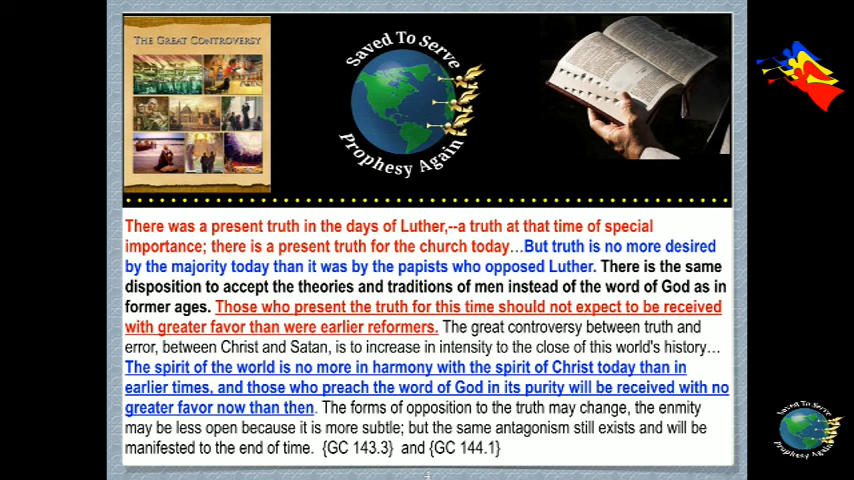 THE GREAT CONTROVERSY
Saved To Serve
Prophesy Again
There was a present truth in the days of Luther,--a truth at that time of special
importance; there is a present truth for the church today…But truth is no more desired
by the majority today than it was by the papists who opposed Luther. There is the same
disposition to accept the theories and traditions of men instead of the word of God as in
former ages. Those who present the truth for this time should not expect to be received
with greater favor than were earlier reformers. The great controversy between truth and
error, between Christ and Satan, is to increase in intensity to the close of this world's history…
The spirit of the world is no more in harmony with the spirit of Christ today than in
earlier times, and those who preach the word of God in its purity will be received with no
greater favor now than then. The forms of opposition to the truth may change, the enmity
may be less open because it is more subtle; but the same antagonism still exists and will be
manifested to the end of time. {GC 143.3} and {GC 144.1}
Saved To Serve
Prophesy Again